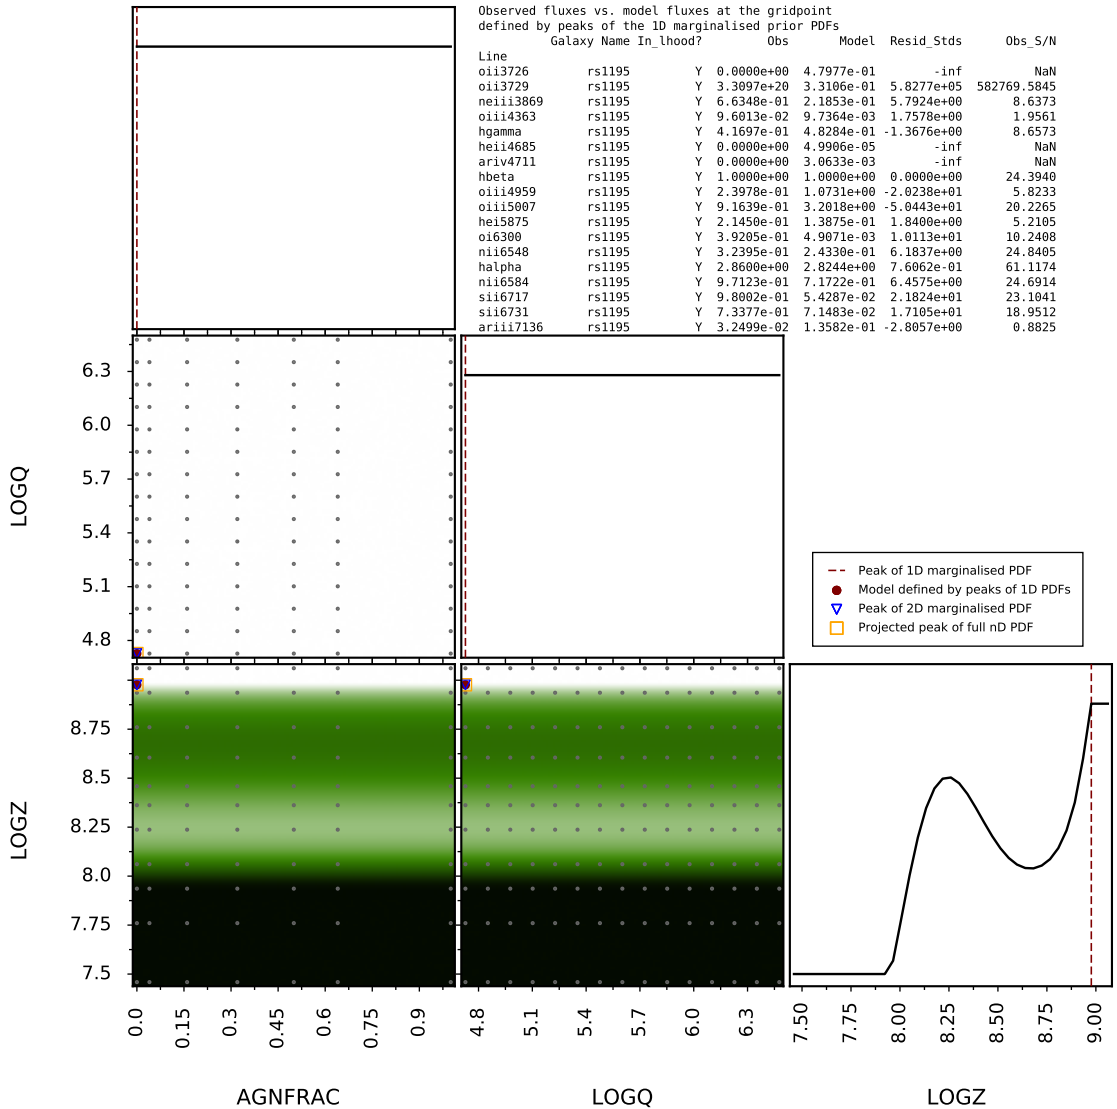 Observed fluxes vs. model fluxes at the gridpoint
defined by peaks of the 1D marginalised prior PDFs
Galaxy Name In_lhood? Obs Model Resid_Stds Obs_S/N
Line
oii3726 rs1195 Y 0.0000e+00 4.7977e-01 -inf NaN
oii3729 rs1195 Y 3.3097e+20 3.3106e-01 5.8277e+05 582769.5845
neiii3869 rs1195 Y 6.6348e-01 2.1853e-01 5.7924e+00 8.6373
oiii4363 rs1195 Y 9.6013e-02 9.7364e-03 1.7578e+00 1.9561
hgamma rs1195 Y 4.1697e-01 4.8284e-01 -1.3676e+00 8.6573
heii4685 rs1195 Y 0.0000e+00 4.9906e-05 -inf NaN
ariv4711 rs1195 Y 0.0000e+00 3.0633e-03 -inf NaN
hbeta rs1195 Y 1.0000e+00 1.0000e+00 0.0000e+00 24.3940
oiii4959 rs1195 Y 2.3978e-01 1.0731e+00 -2.0238e+01 5.8233
oiii5007 rs1195 Y 9.1639e-01 3.2018e+00 -5.0443e+01 20.2265
hei5875 rs1195 Y 2.1450e-01 1.3875e-01 1.8400e+00 5.2105
oi6300 rs1195 Y 3.9205e-01 4.9071e-03 1.0113e+01 10.2408
nii6548 rs1195 Y 3.2395e-01 2.4330e-01 6.1837e+00 24.8405
halpha rs1195 Y 2.8600e+00 2.8244e+00 7.6062e-01 61.1174
nii6584 rs1195 Y 9.7123e-01 7.1722e-01 6.4575e+00 24.6914
sii6717 rs1195 Y 9.8002e-01 5.4287e-02 2.1824e+01 23.1041
sii6731 rs1195 Y 7.3377e-01 7.1483e-02 1.7105e+01 18.9512
ariii7136 rs1195 Y 3.2499e-02 1.3582e-01 -2.8057e+00 0.8825
LOGQ
6.3
6.0
5.7
5.4
5.1
4.8
Peak of 1D marginalised PDF
Model defined by peaks of 1D PDFs
Peak of 2D marginalised PDF
Projected peak of full nD PDF
LOGZ
8.75
8.5
8.25
8.0
7.75
7.5
0.0 0.15 0.3 0.45 0.6 0.75 0.9
4.8 5.1 5.4 5.7 6.0 6.3
7.50 7.75 8.00 8.25 8.50 8.75 9.00
AGNFRAC
LOGQ
LOGZ